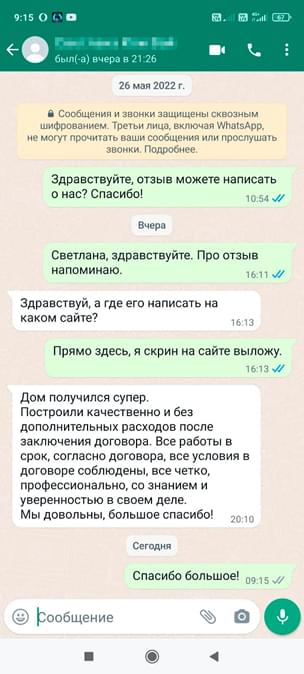 9:15
был(-а) вчера в 21:26
26 мая 2022 г.
Сообщения и звонки защищены сквозным
шифрованием. Третьи лица, включая WhatsApp,
не могут прочитать ваши сообщения или прослушать
звонки. Подробнее.
Здравствуйте, отзыв можете написать
о нас? Спасибо!
10:54
Вчера
Светлана, здравствуйте. Про отзыв
напоминаю.
16:11
Здравствуй, а где его написать на
каком сайте?
16:13
Прямо здесь, я скрин на сайте выложу.
16:13
Дом получился супер.
Построили качественно и без
дополнительных расходов после
заключения договора. Все работы в
срок, согласно договора, все условия в
договоре соблюдены, все четко,
профессионально, со знанием и
уверенностью в своем деле.
Мы довольны, большое спасибо!
20:10
Сегодня
Спасибо большое!
09:15
Сообщение